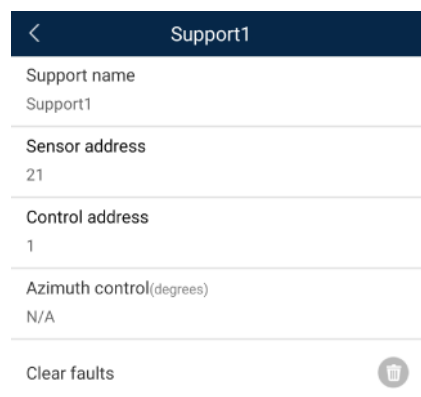 Support1
Support name
Support1
Sensor address
21
Control address
1
Azimuth control(degrees)
N/A
Clear faults